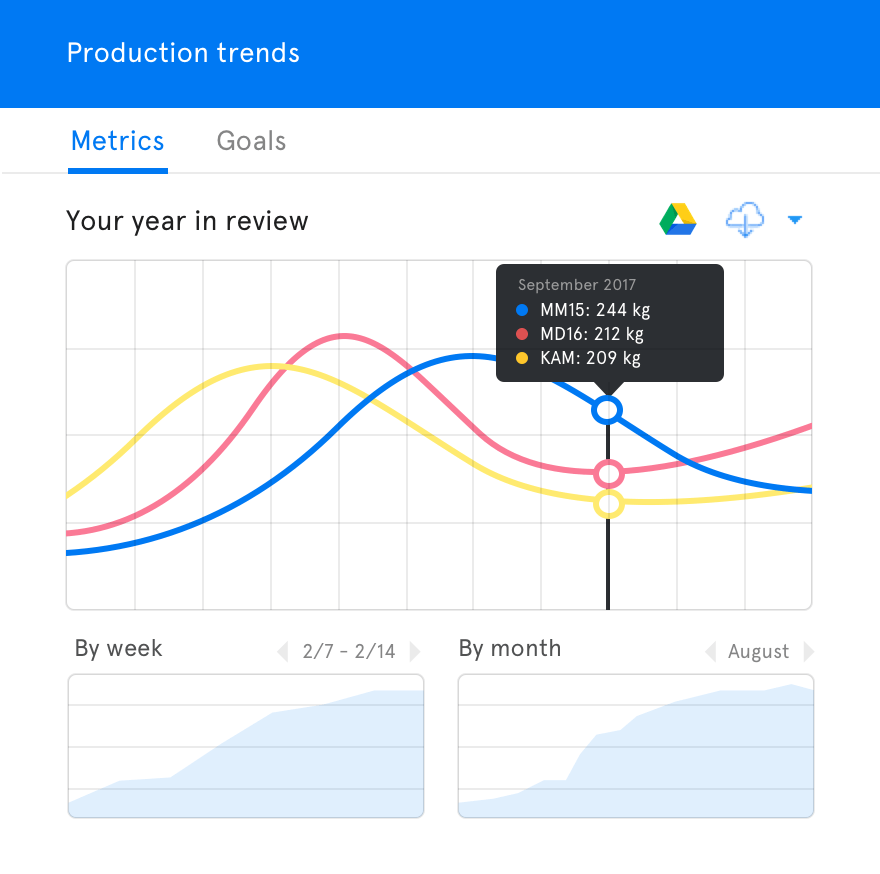 Production trends
Metrics Goals
Your year in review
September 2017
MM15: 244 kg
MD16: 212 kg
KAM: 209 kg
By week 2/7 - 2/14
By month August